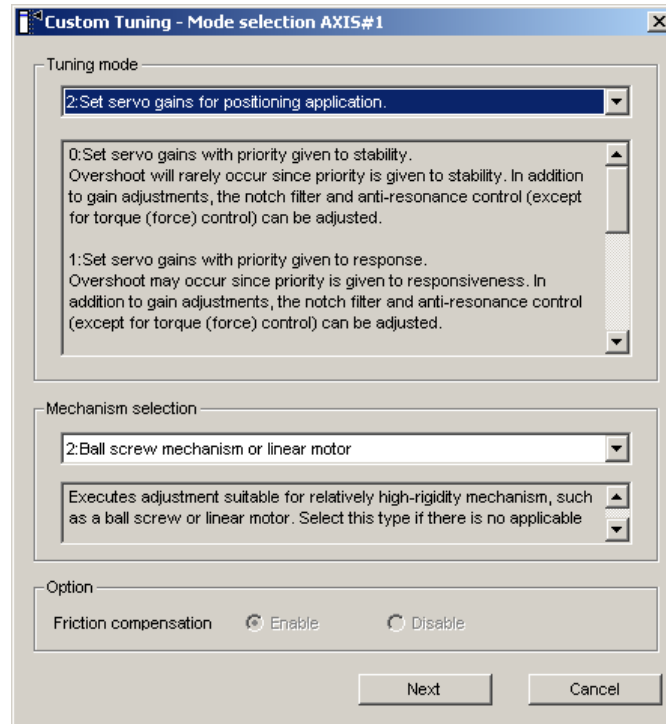 Custom Tuning - Mode selection AXIS#1
Tuning mode
2:Set servo gains for positioning application.
0:Set servo gains with priority given to stability.
Overshoot will rarely occur since priority is given to stability. In addition
to gain adjustments, the notch filter and anti-resonance control (except
for torque (force) control) can be adjusted.
1:Set servo gains with priority given to response.
Overshoot may occur since priority is given to responsiveness. In
addition to gain adjustments, the notch filter and anti-resonance control
(except for torque (force) control) can be adjusted.
Mechanism selection
2:Ball screw mechanism or linear motor
Executes adjustment suitable for relatively high-rigidity mechanism, such
as a ball screw or linear motor. Select this type if there is no applicable
Option
Friction compensation Enable Disable
Next Cancel